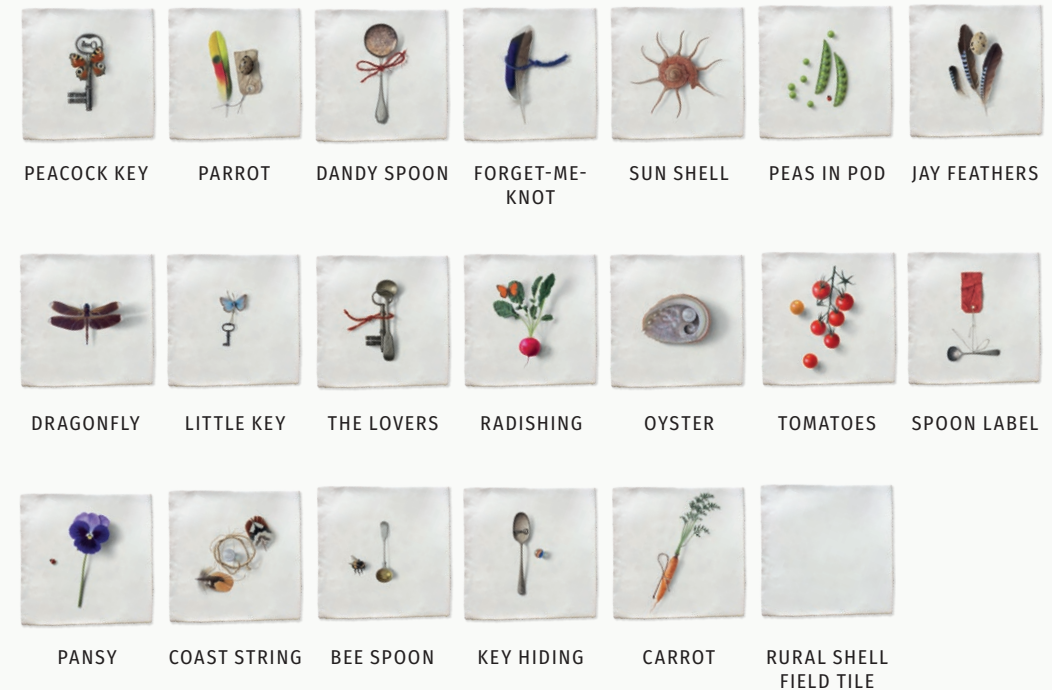 PEACOCK KEY
PARROT
DANDY SPOON
FORGET-ME-
KNOT
SUN SHELL
PEAS IN POD
JAY FEATHERS
DRAGONFLY
LITTLE KEY
THE LOVERS
RADISHING
OYSTER
TOMATOES
SPOON LABEL
PANSY
COAST STRING
BEE SPOON
KEY HIDING
CARROT
RURAL SHELL
FIELD TILE